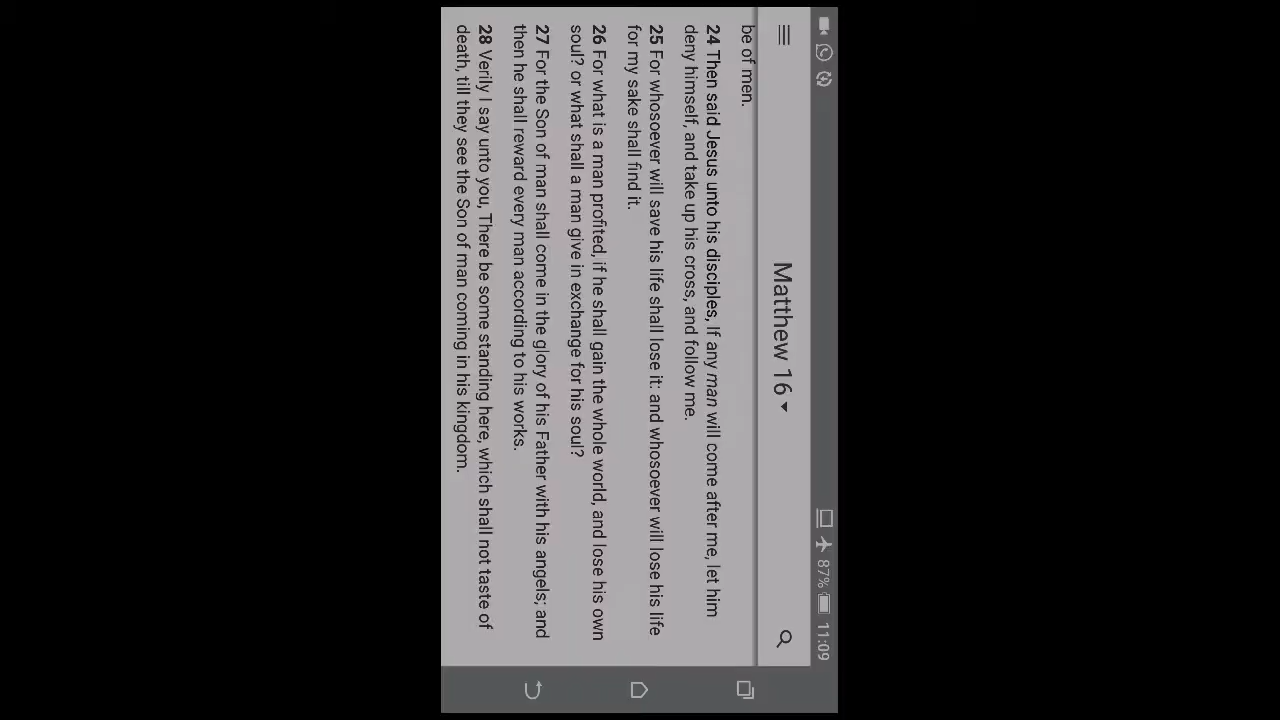 87% 11:09
Matthew 16
be of men.
24 Then said Jesus unto his disciples, If any man will come after me, let him
deny himself, and take up his cross, and follow me.
25 For whosoever will save his life shall lose it: and whosoever will lose his life
for my sake shall find it.
26 For what is a man profited, if he shall gain the whole world, and lose his own
soul? or what shall a man give in exchange for his soul?
27 For the Son of man shall come in the glory of his Father with his angels; and
then he shall reward every man according to his works.
28 Verily I say unto you, There be some standing here, which shall not taste of
death, till they see the Son of man coming in his kingdom.